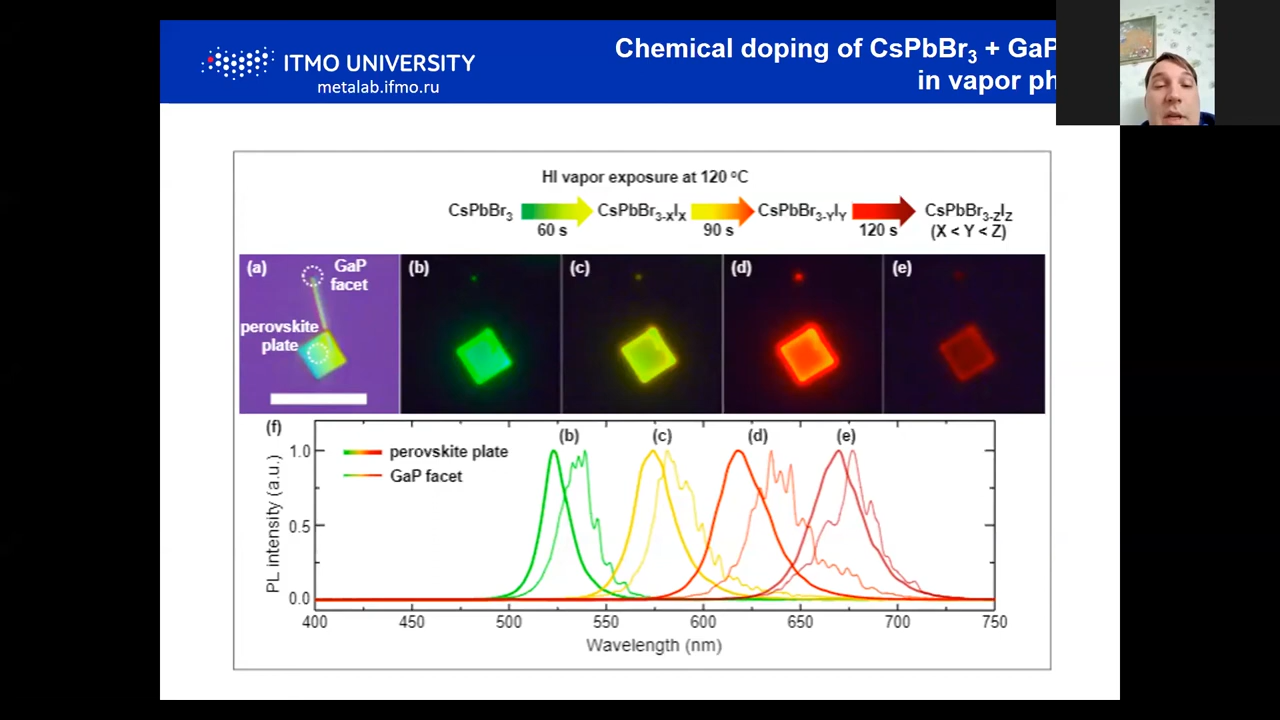 ITMO UNIVERSITY
metalab.ifmo.ru
Chemical doping of CsPbBr₃ + GaP
in vapor ph
HI vapor exposure at 120 ºC
CsPbBr₃ CsPbBr₃₋ₓIₓ CsPbBr₃₋YIY CsPbBr₃₋ZIZ
60 s 90 s 120 s (X < Y < Z)
(a) GaP facet
perovskite plate
(b)
(c)
(d)
(e)
(f)
(b) (c) (d) (e)
perovskite plate
GaP facet
PL intensity (a.u.)
1.0
0.5
0.0
400 450 500 550 600 650 700 750
Wavelength (nm)